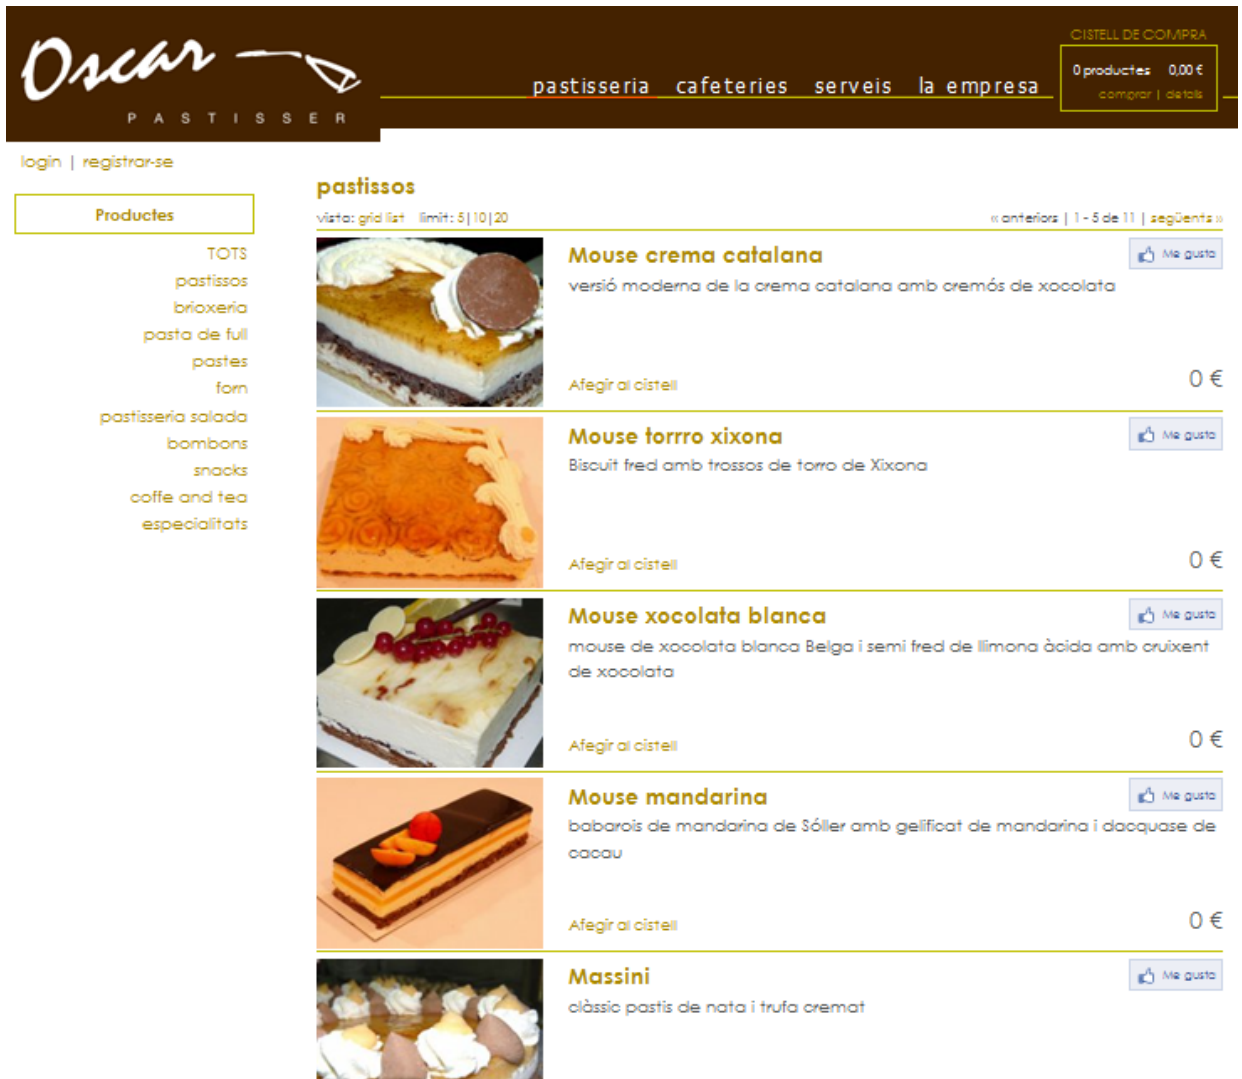 Oscar
PASTISSER
pastisseria cafeteries serveis la empresa
CISTELL DE COMPRA
0 productes 0,00 €
comprar | detalls
login | registrar-se
Productes
TOTS
pastissos
brioxeria
pasta de full
pastes
forn
pastisseria salada
bombons
snacks
coffe and tea
especialitats
pastissos
vista: grid list limit: 5|10|20
« anteriors | 1 - 5 de 11 | següents »
Mouse crema catalana
Me gusta
versió moderna de la crema catalana amb cremós de xocolata
Afegir al cistell
0 €
Mouse torrro xixona
Me gusta
Biscuit fred amb trossos de torro de Xixona
Afegir al cistell
0 €
Mouse xocolata blanca
Me gusta
mouse de xocolata blanca Belga i semi fred de llimona àcida amb cruixent
de xocolata
Afegir al cistell
0 €
Mouse mandarina
Me gusta
babarois de mandarina de Sóller amb gelificat de mandarina i dacquase de
cacau
Afegir al cistell
0 €
Massini
Me gusta
clàssic pastis de nata i trufa cremat